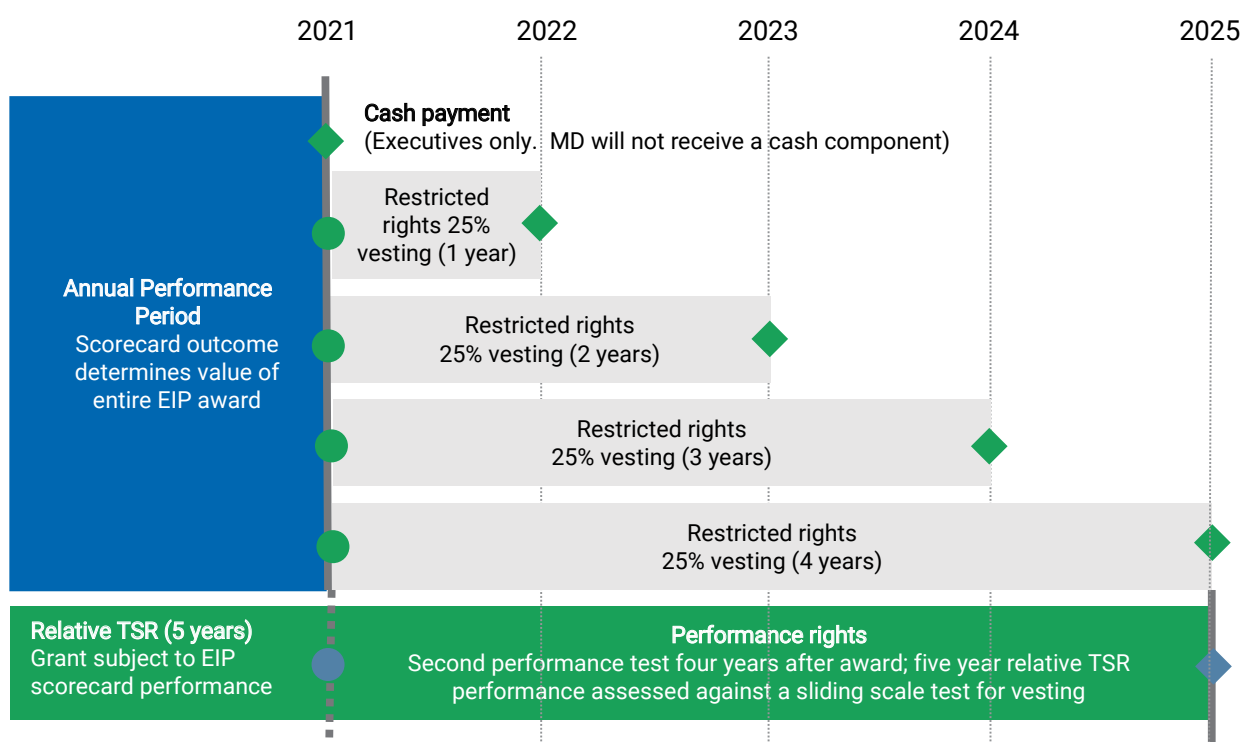 2021 2022 2023 2024 2025
Cash payment
(Executives only.  MD will not receive a cash component)
Restricted
rights 25%
vesting (1 year)
Annual Performance
Period
Scorecard outcome
determines value of
entire EIP award
Restricted rights
25% vesting (2 years)
Restricted rights
25% vesting (3 years)
Restricted rights
25% vesting (4 years)
Relative TSR (5 years)
Grant subject to EIP
scorecard performance
Performance rights
Second performance test four years after award; five year relative TSR
performance assessed against a sliding scale test for vesting